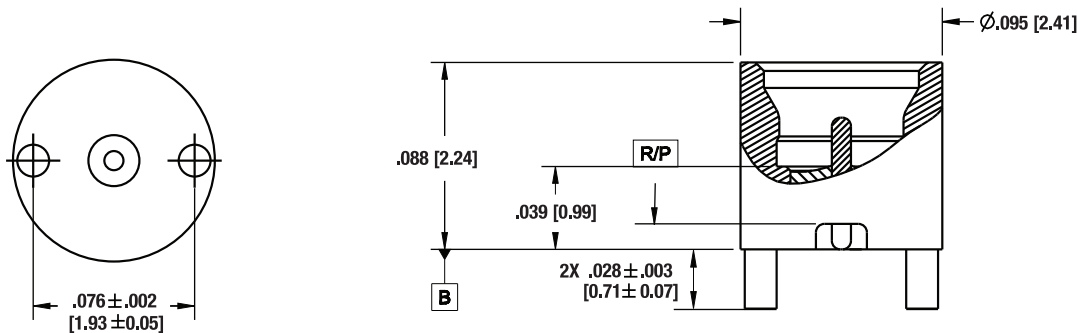 Ø.095 [2.41]
.088 [2.24]
R/P
.039 [0.99]
2X .028±.003
[0.71± 0.07]
B
.076±.002
[1.93 ±0.05]